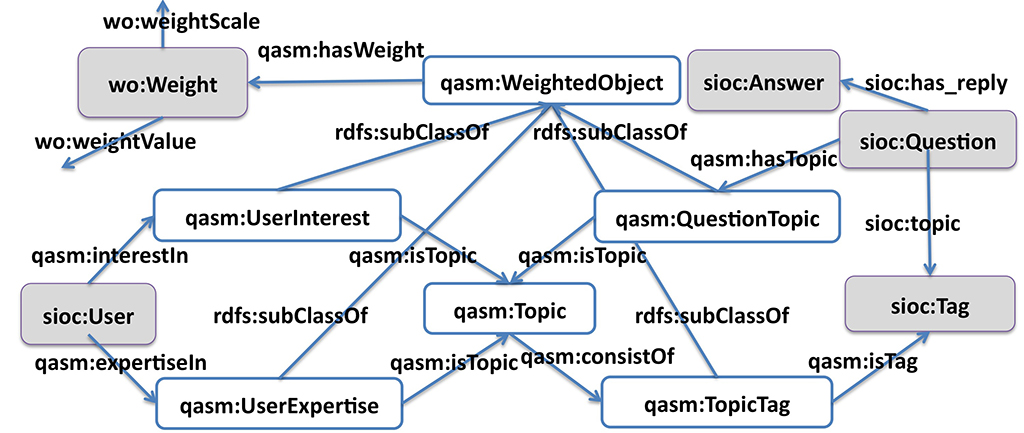 wo:weightScale
qasm:hasWeight
wo:Weight
qasm:WeightedObject
sioc:Answer
sioc:has_reply
wo:weightValue
rdfs:subClassOf
rdfs:subClassOf
qasm:hasTopic
sioc:Question
qasm:UserInterest
qasm:QuestionTopic
sioc:topic
qasm:interestIn
qasm:isTopic
qasm:isTopic
sioc:User
rdfs:subClassOf
qasm:Topic
rdfs:subClassOf
sioc:Tag
qasm:expertiseIn
qasm:isTopic
qasm:consistOf
qasm:isTag
qasm:UserExpertise
qasm:TopicTag